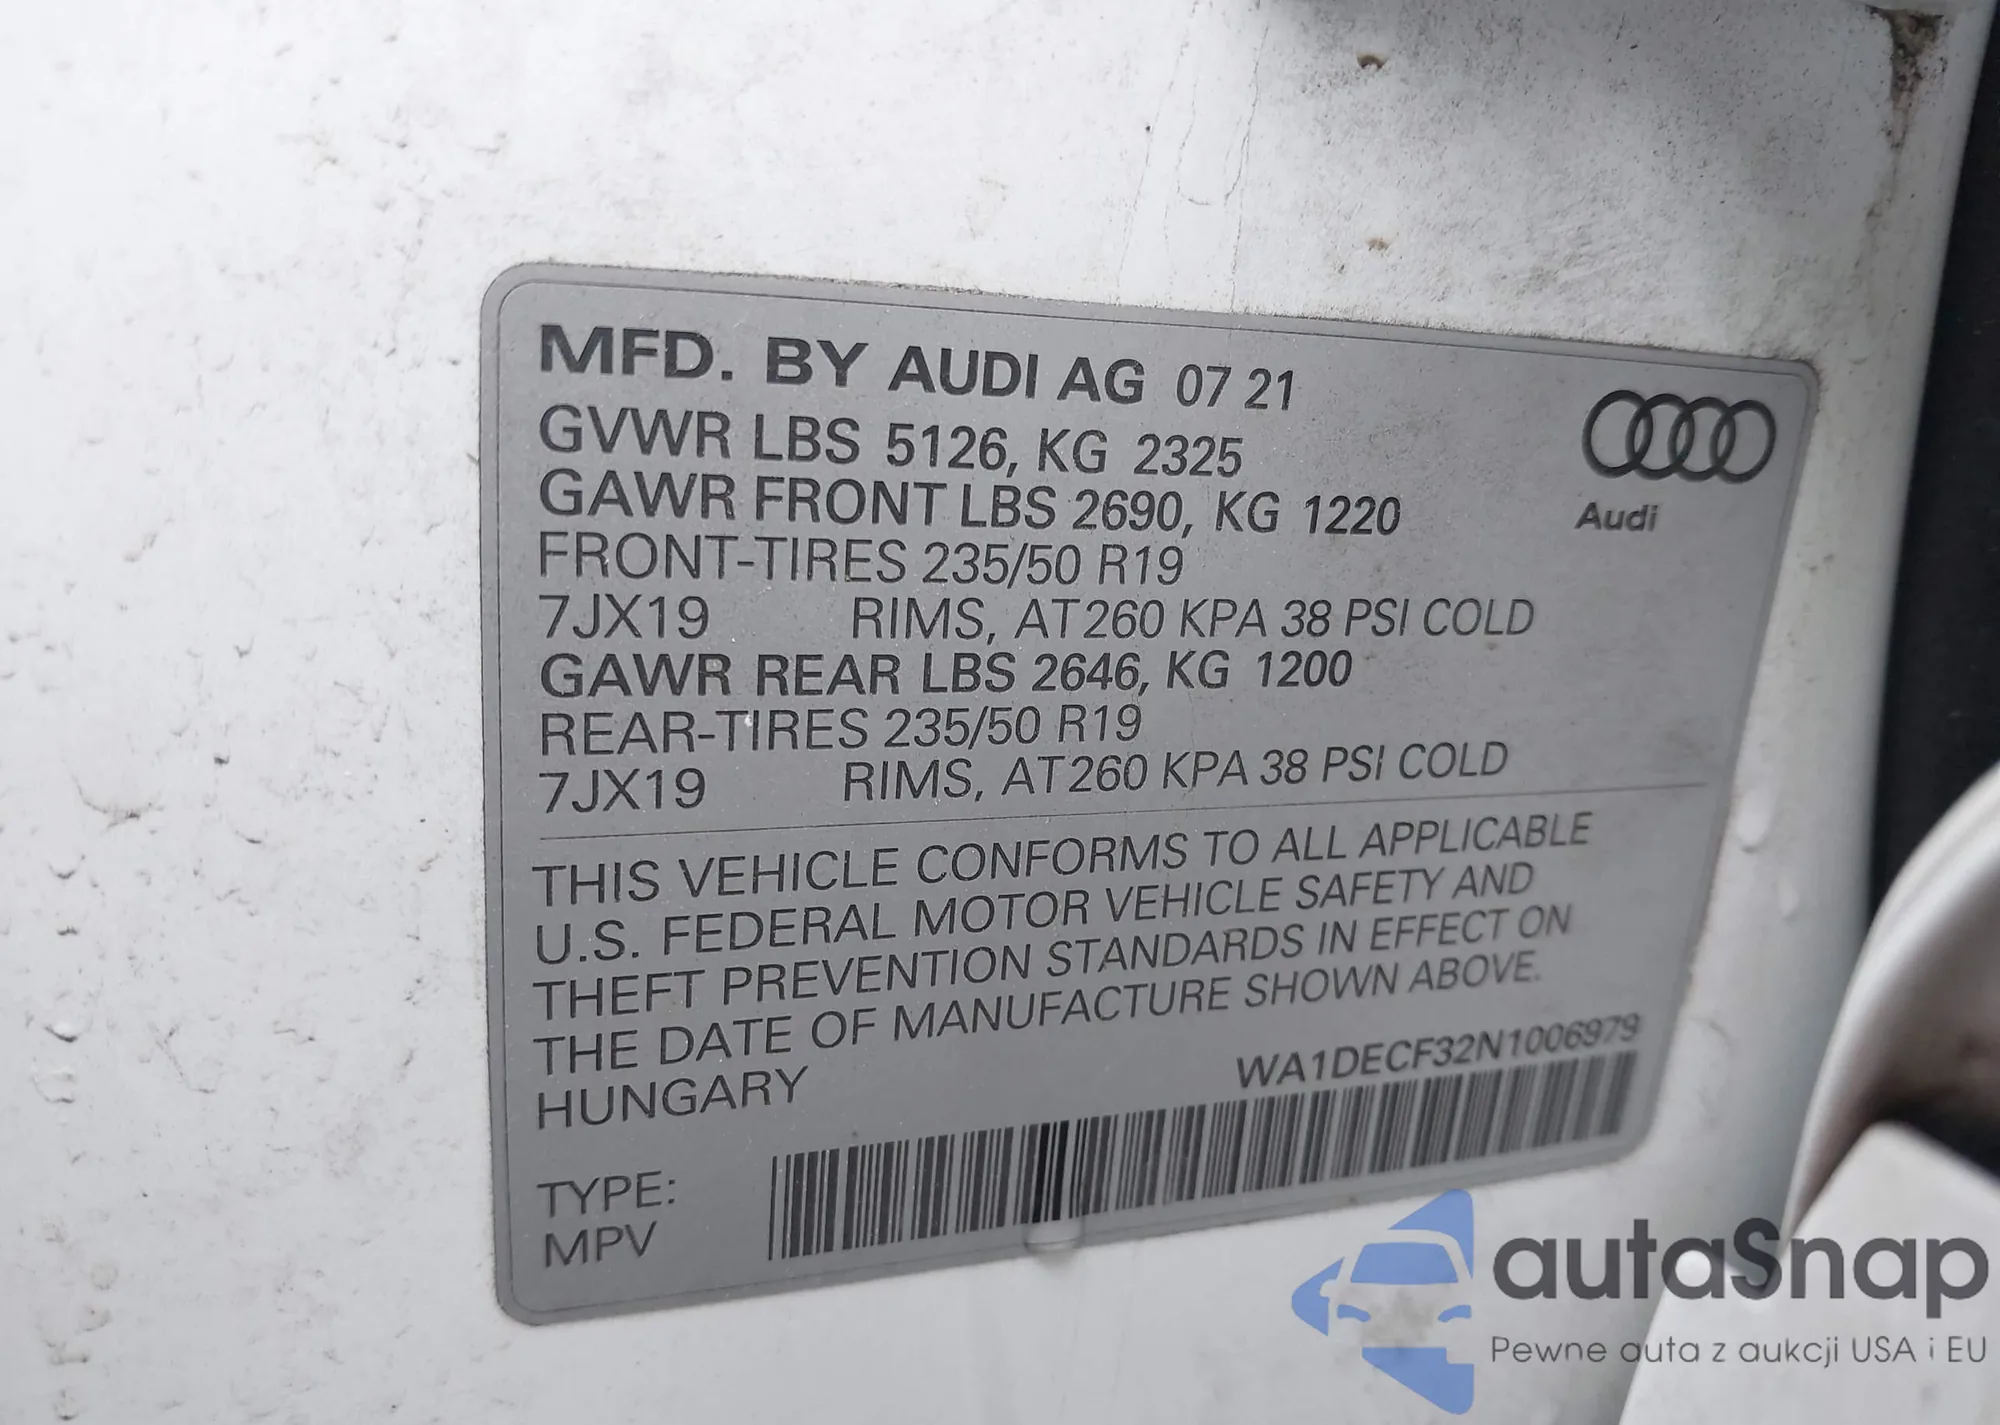 MFD. BY AUDI AG 07 21
GVWR LBS 5126, KG 2325
GAWR FRONT LBS 2690, KG 1220
FRONT-TIRES 235/50 R19
7JX19 RIMS, AT 260 KPA 38 PSI COLD
GAWR REAR LBS 2646, KG 1200
REAR-TIRES 235/50 R19
7JX19 RIMS, AT 260 KPA 38 PSI COLD
Audi
THIS VEHICLE CONFORMS TO ALL APPLICABLE
U.S. FEDERAL MOTOR VEHICLE SAFETY AND
THEFT PREVENTION STANDARDS IN EFFECT ON
THE DATE OF MANUFACTURE SHOWN ABOVE.
HUNGARY
WA1DECF32N1006979
TYPE:
MPV
autaSnap
Pewne auta z aukcji USA i EU